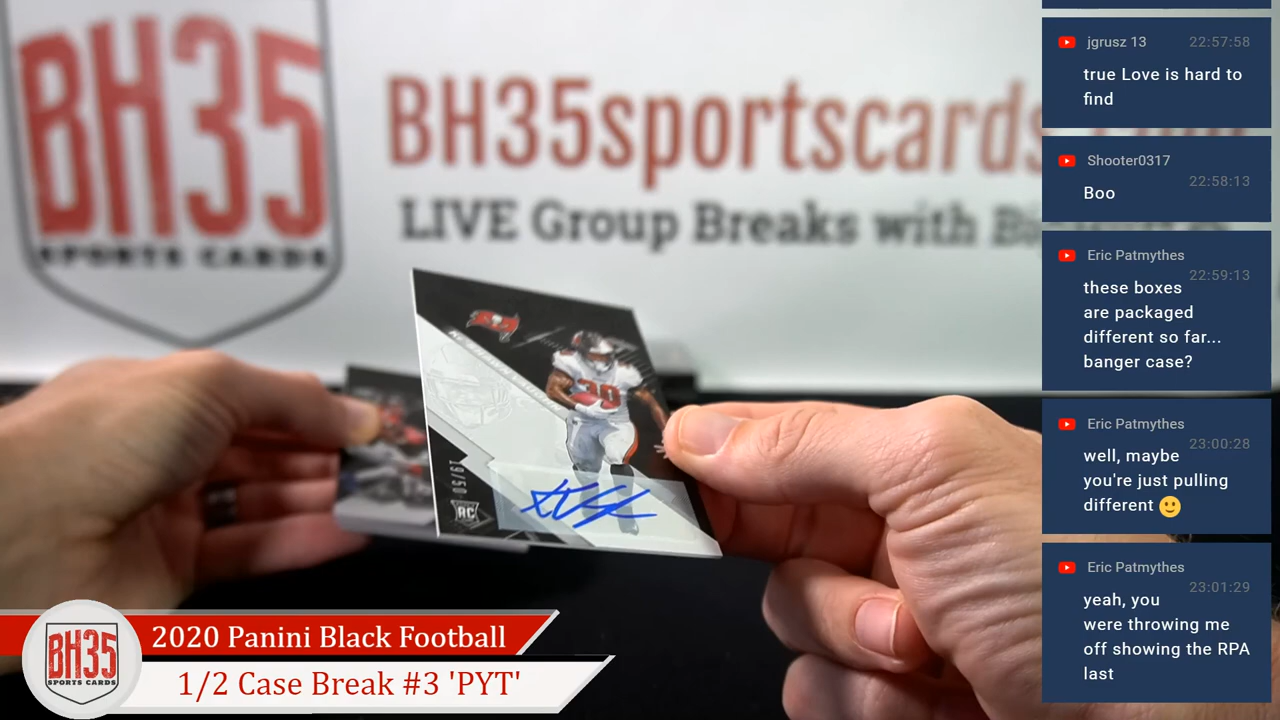 BH35
SPORTS CARDS
BH35sportscards
LIVE Group Breaks with
30
19/50
RC
BH35
SPORTS CARDS
2020 Panini Black Football
1/2 Case Break #3 'PYT'
jgrusz 13 22:57:58
true Love is hard to
find
Shooter0317
22:58:13
Boo
Eric Patmythes
22:59:13
these boxes
are packaged
different so far...
banger case?
Eric Patmythes
23:00:28
well, maybe
you're just pulling
different 🙂
Eric Patmythes
23:01:29
yeah, you
were throwing me
off showing the RPA
last